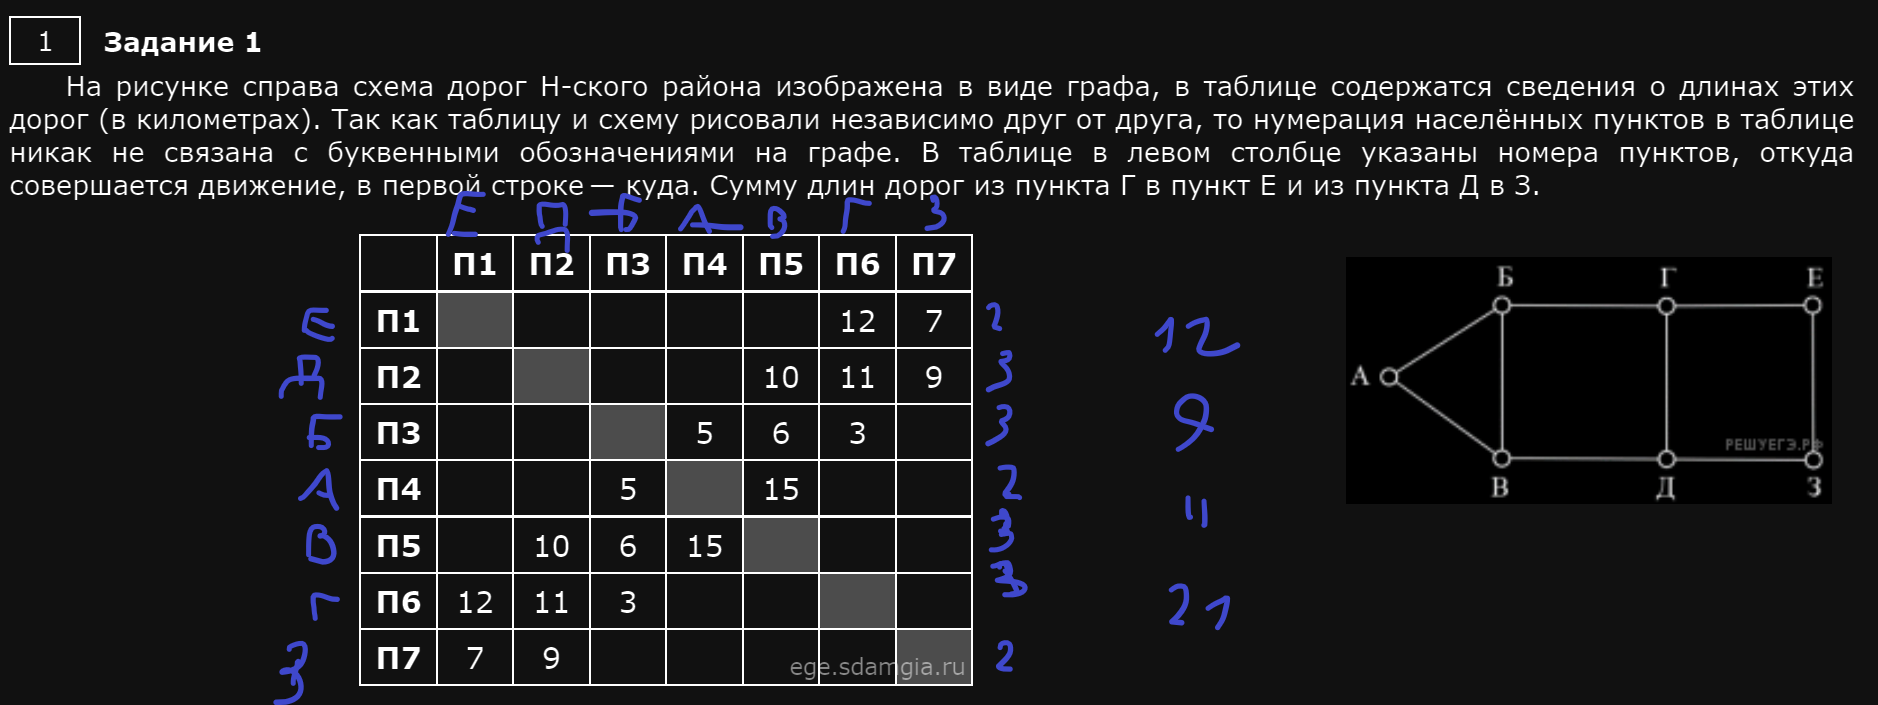 1 Задание 1
На рисунке справа схема дорог Н-ского района изображена в виде графа, в таблице содержатся сведения о длинах этих
дорог (в километрах). Так как таблицу и схему рисовали независимо друг от друга, то нумерация населённых пунктов в таблице
никак не связана с буквенными обозначениями на графе. В таблице в левом столбце указаны номера пунктов, откуда
совершается движение, в первой строке — куда. Сумму длин дорог из пункта Г в пункт Е и из пункта Д в З.
Е Д Б А В Г З
П1 П2 П3 П4 П5 П6 П7
Е П1 12 7 2
Д П2 10 11 9 3
Б П3 5 6 3 3
А П4 5 15 2
В П5 10 6 15 3
Г П6 12 11 3 3
З П7 7 9 2
ege.sdamgia.ru
12
9
"
21
Б Г Е
А
РЕШУЕГЭ.РФ
В Д З